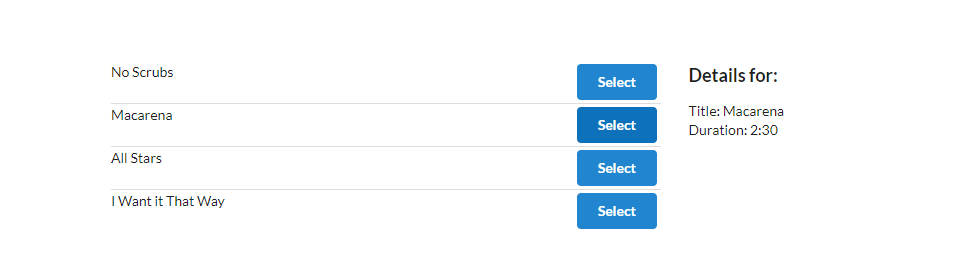 No Scrubs
Select
Macarena
Select
All Stars
Select
I Want it That Way
Select
Details for:
Title: Macarena
Duration: 2:30